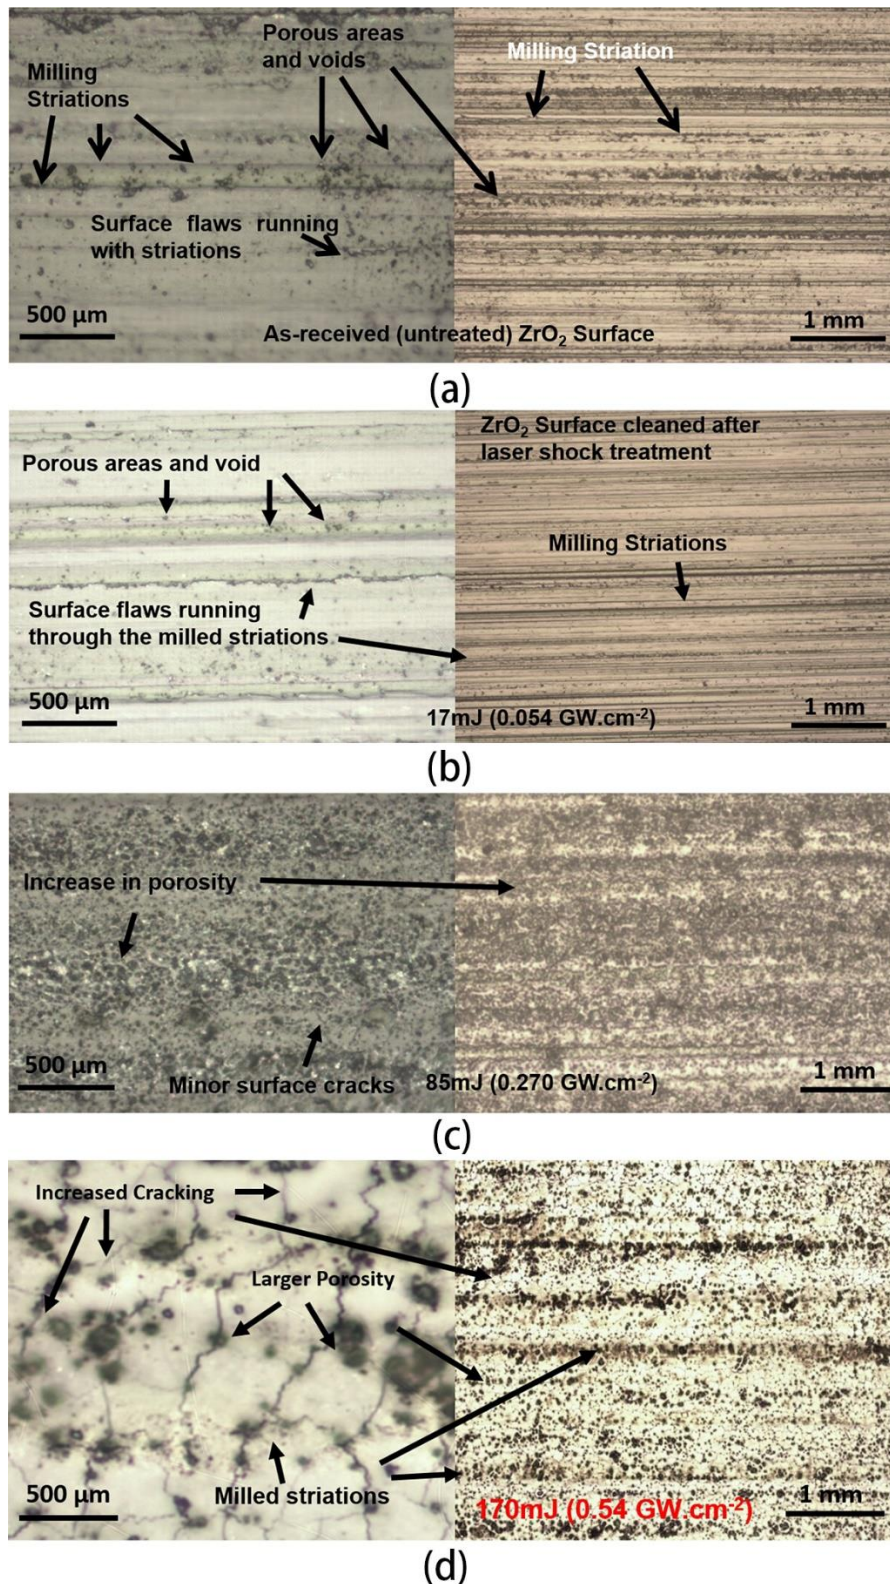 Porous areas
and voids
Milling Striation
Milling
Striations
Surface flaws running
with striations
500 µm
1 mm
As-received (untreated) ZrO₂ Surface
(a)
ZrO₂ Surface cleaned after
laser shock treatment
Porous areas and void
Milling Striations
Surface flaws running
through the milled striations
500 µm
17mJ (0.054 GW.cm⁻²)
1 mm
(b)
Increase in porosity
500 µm
Minor surface cracks
85mJ (0.270 GW.cm⁻²)
1 mm
(c)
Increased Cracking
Larger Porosity
Milled striations
500 µm
170mJ (0.54 GW.cm⁻²)
1 mm
(d)